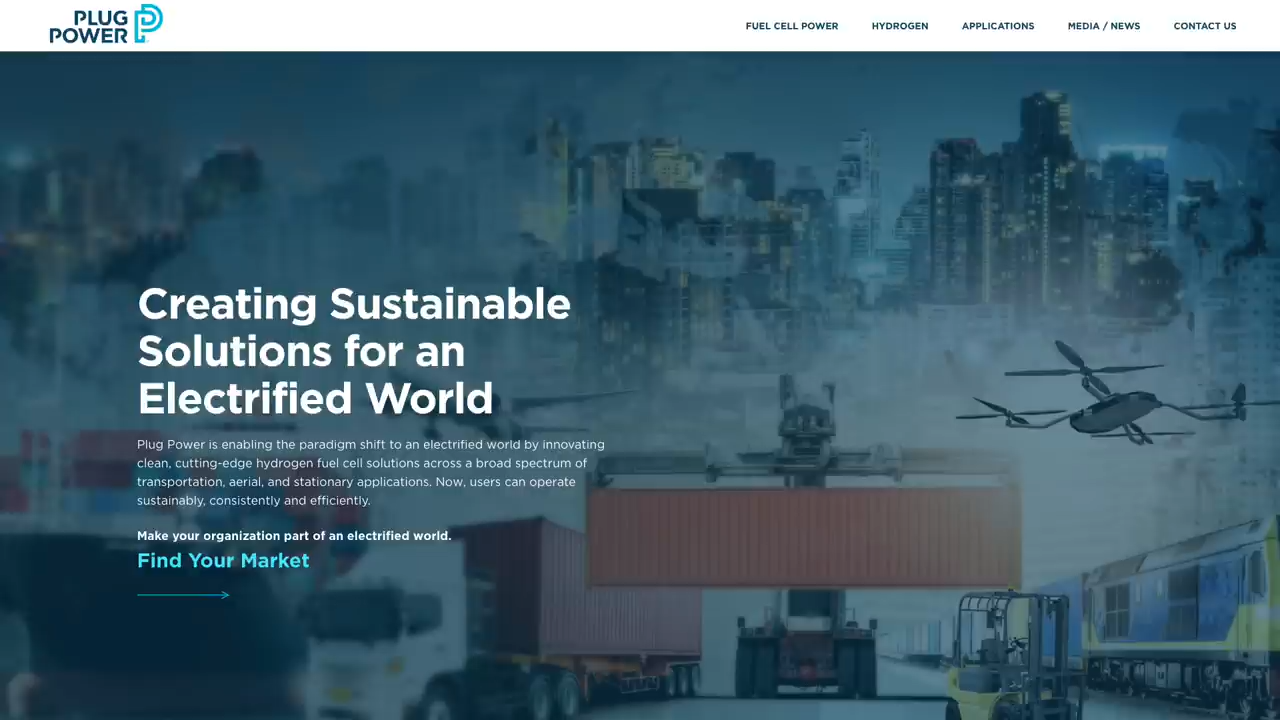 PLUG
POWER
FUEL CELL POWER
HYDROGEN
APPLICATIONS
MEDIA / NEWS
CONTACT US
Creating Sustainable
Solutions for an
Electrified World
Plug Power is enabling the paradigm shift to an electrified world by innovating
clean, cutting-edge hydrogen fuel cell solutions across a broad spectrum of
transportation, aerial, and stationary applications. Now, users can operate
sustainably, consistently and efficiently.
Make your organization part of an electrified world.
Find Your Market